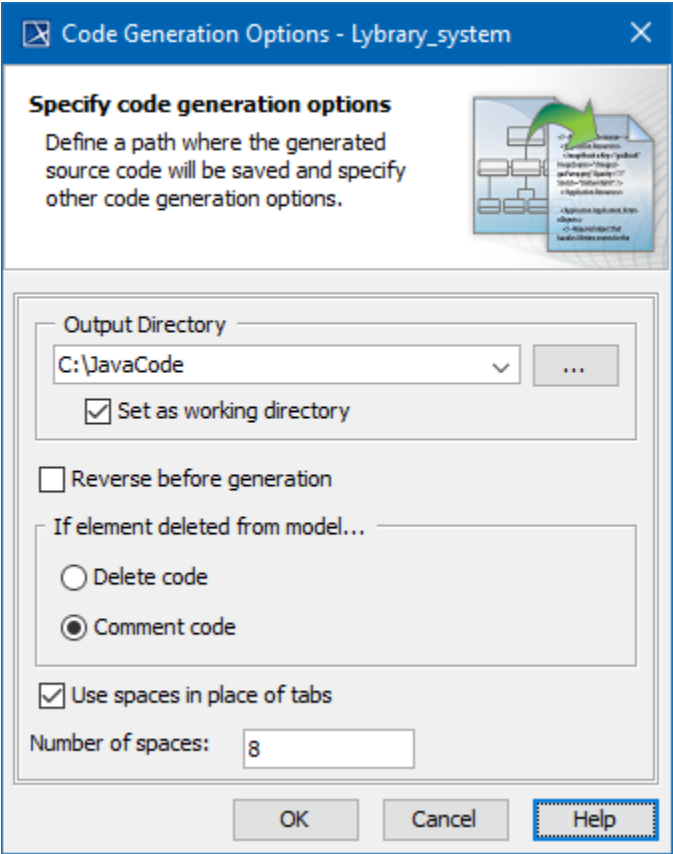 Code Generation Options - Lybrary_system
Specify code generation options
Define a path where the generated
source code will be saved and specify
other code generation options.
Output Directory
C:\JavaCode
...
Set as working directory
Reverse before generation
If element deleted from model...
Delete code
Comment code
Use spaces in place of tabs
Number of spaces:
8
OK
Cancel
Help